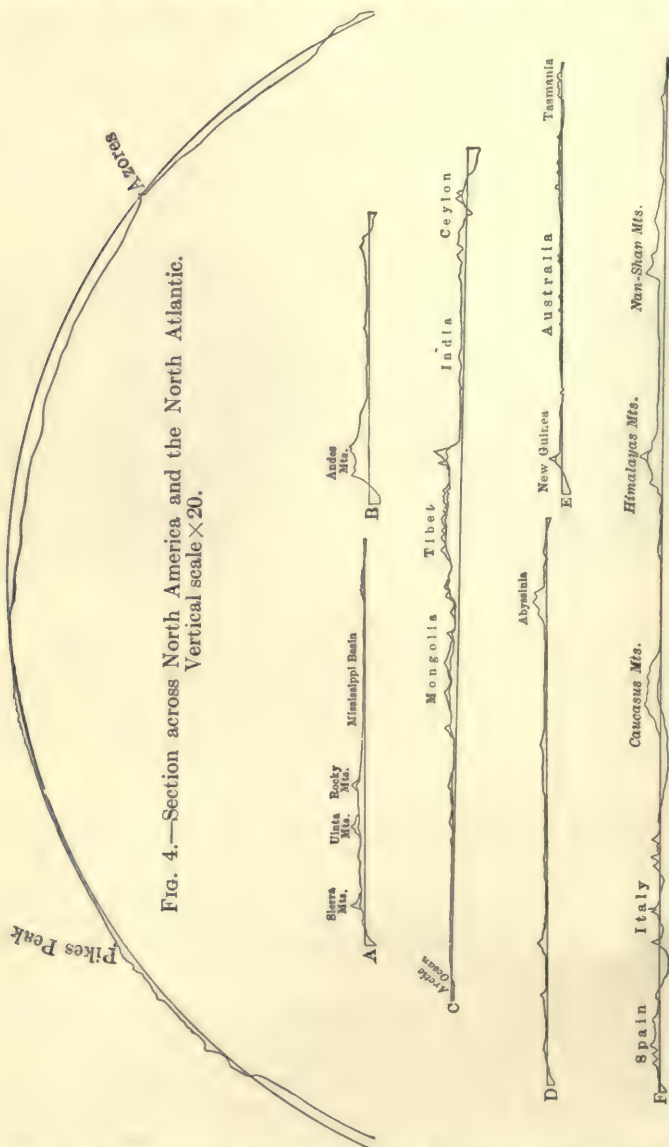 Pikes Peak
Azores
FIG. 4.—Section across North America and the North Atlantic.
Vertical scale×20.
Sierra
Mts.
Uinta
Mts.
Rocky
Mts.
Mississippi Basin
A
Andes
Mts.
B
Arctic
Ocean
Mongolia
Tibet
India
Ceylon
C
Abyssinia
D
New Guinea
Australia
Tasmania
E
Spain
Italy
Caucasus Mts.
Himalayas Mts.
Nan-Shan Mts.
F